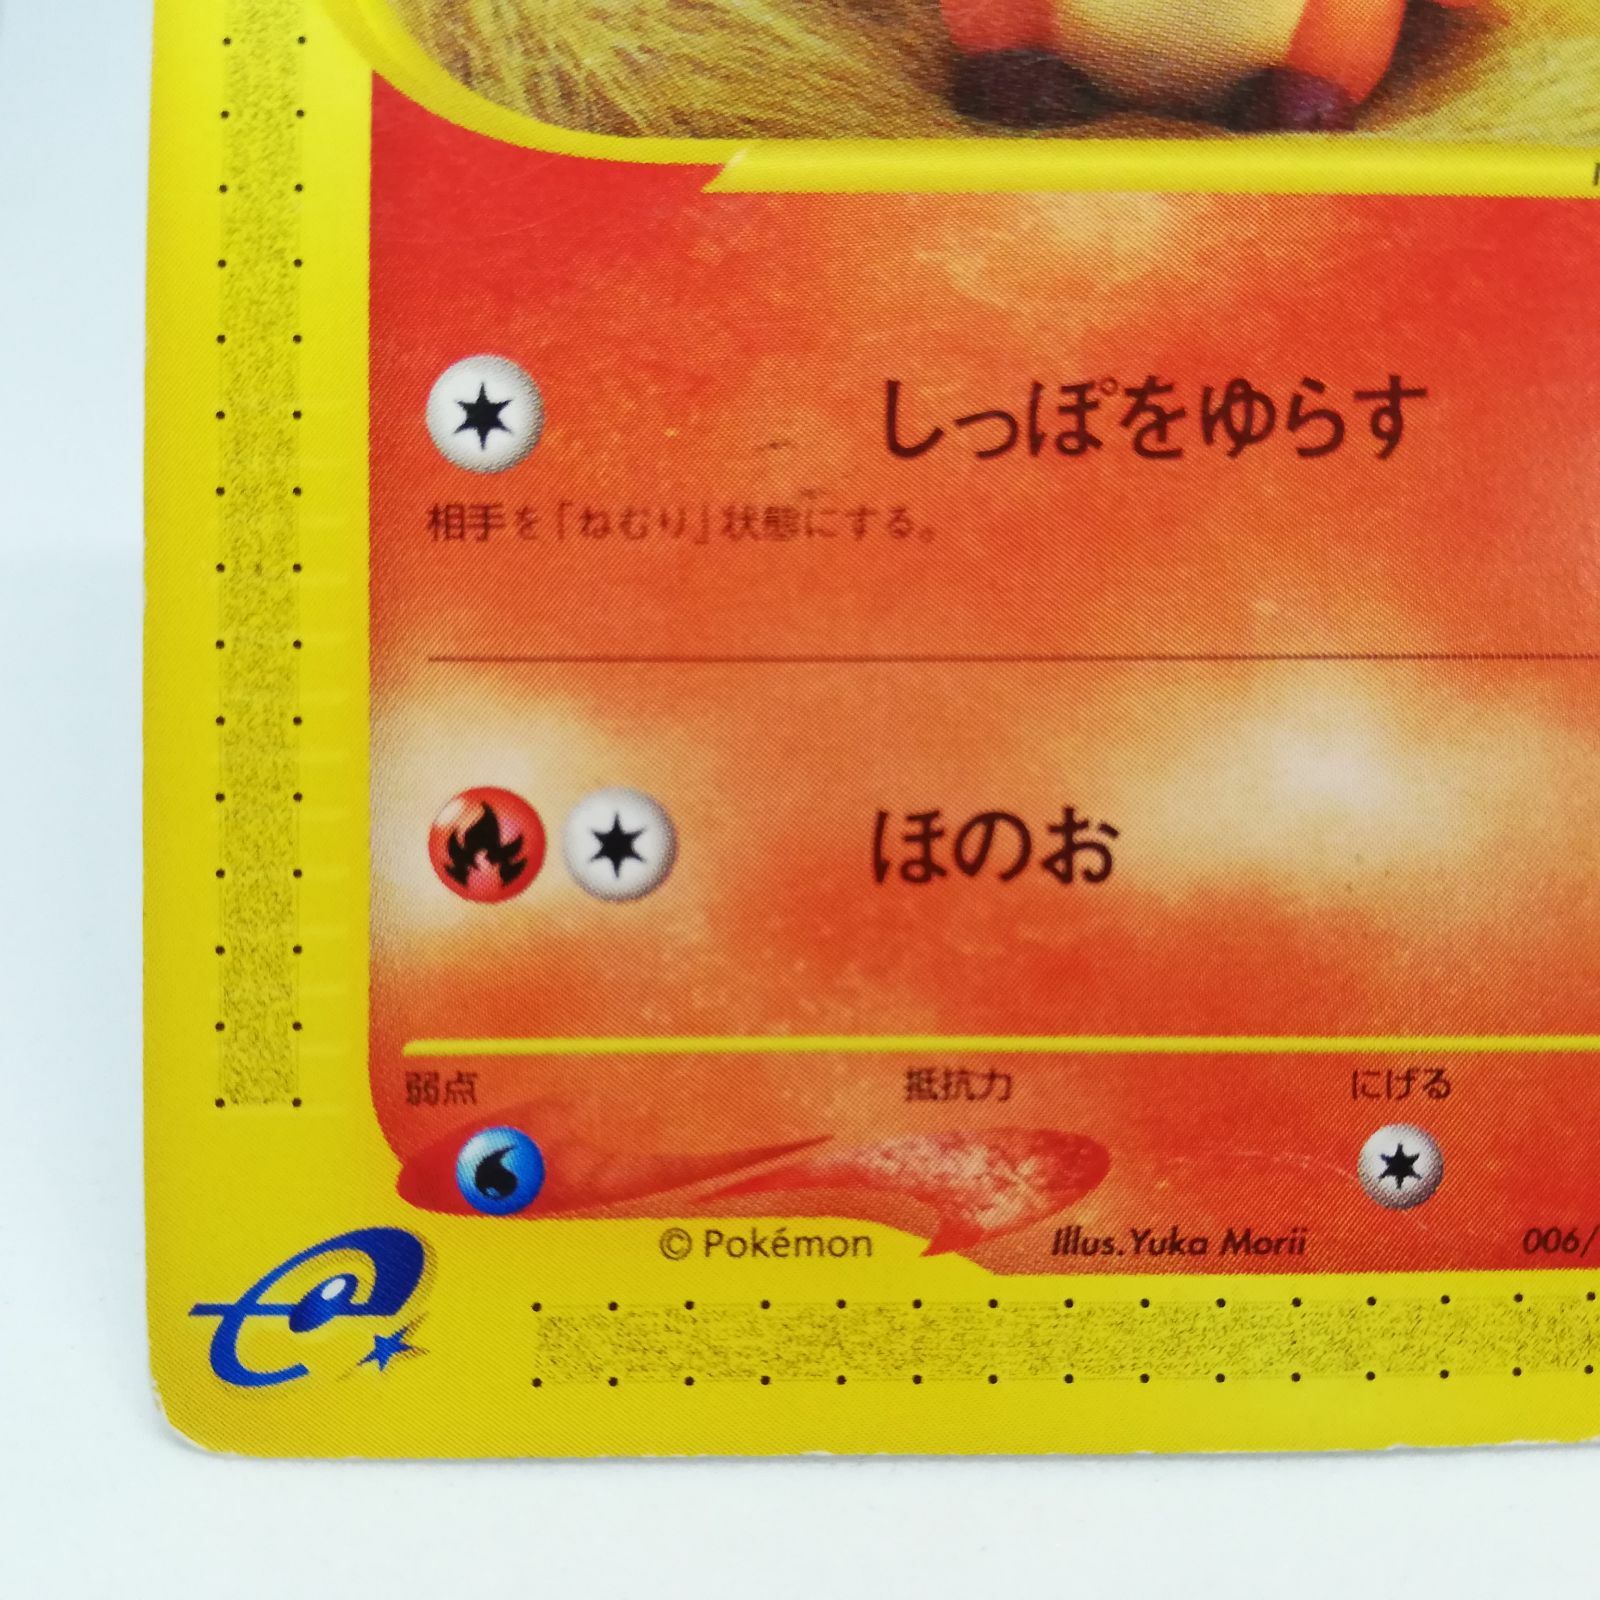 しっぽをゆらす
相手を「ねむり」状態にする。
ほのお
弱点 抵抗力 にげる
© Pokémon Illus. Yuka Morii 006/